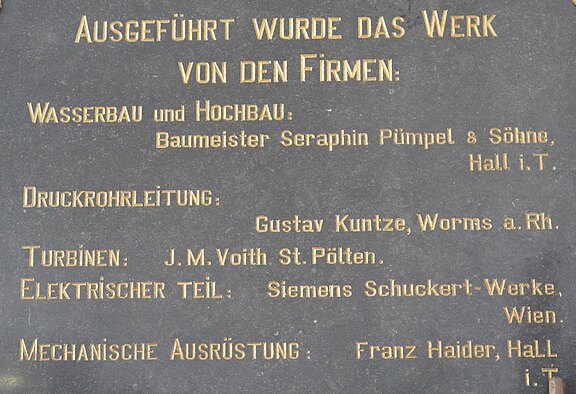 AUSGEFÜHRT WURDE DAS WERK
VON DEN FIRMEN:
WASSERBAU und HOCHBAU:
Baumeister Seraphin Pümpel & Söhne,
Hall i.T.
DRUCKROHRLEITUNG:
Gustav Kuntze, Worms a.Rh.
TURBINEN: J.M.Voith St.Pölten.
ELEKTRISCHER TEIL: Siemens Schuckert-Werke,
Wien.
MECHANISCHE AUSRÜSTUNG: Franz Haider, Hall
i.T